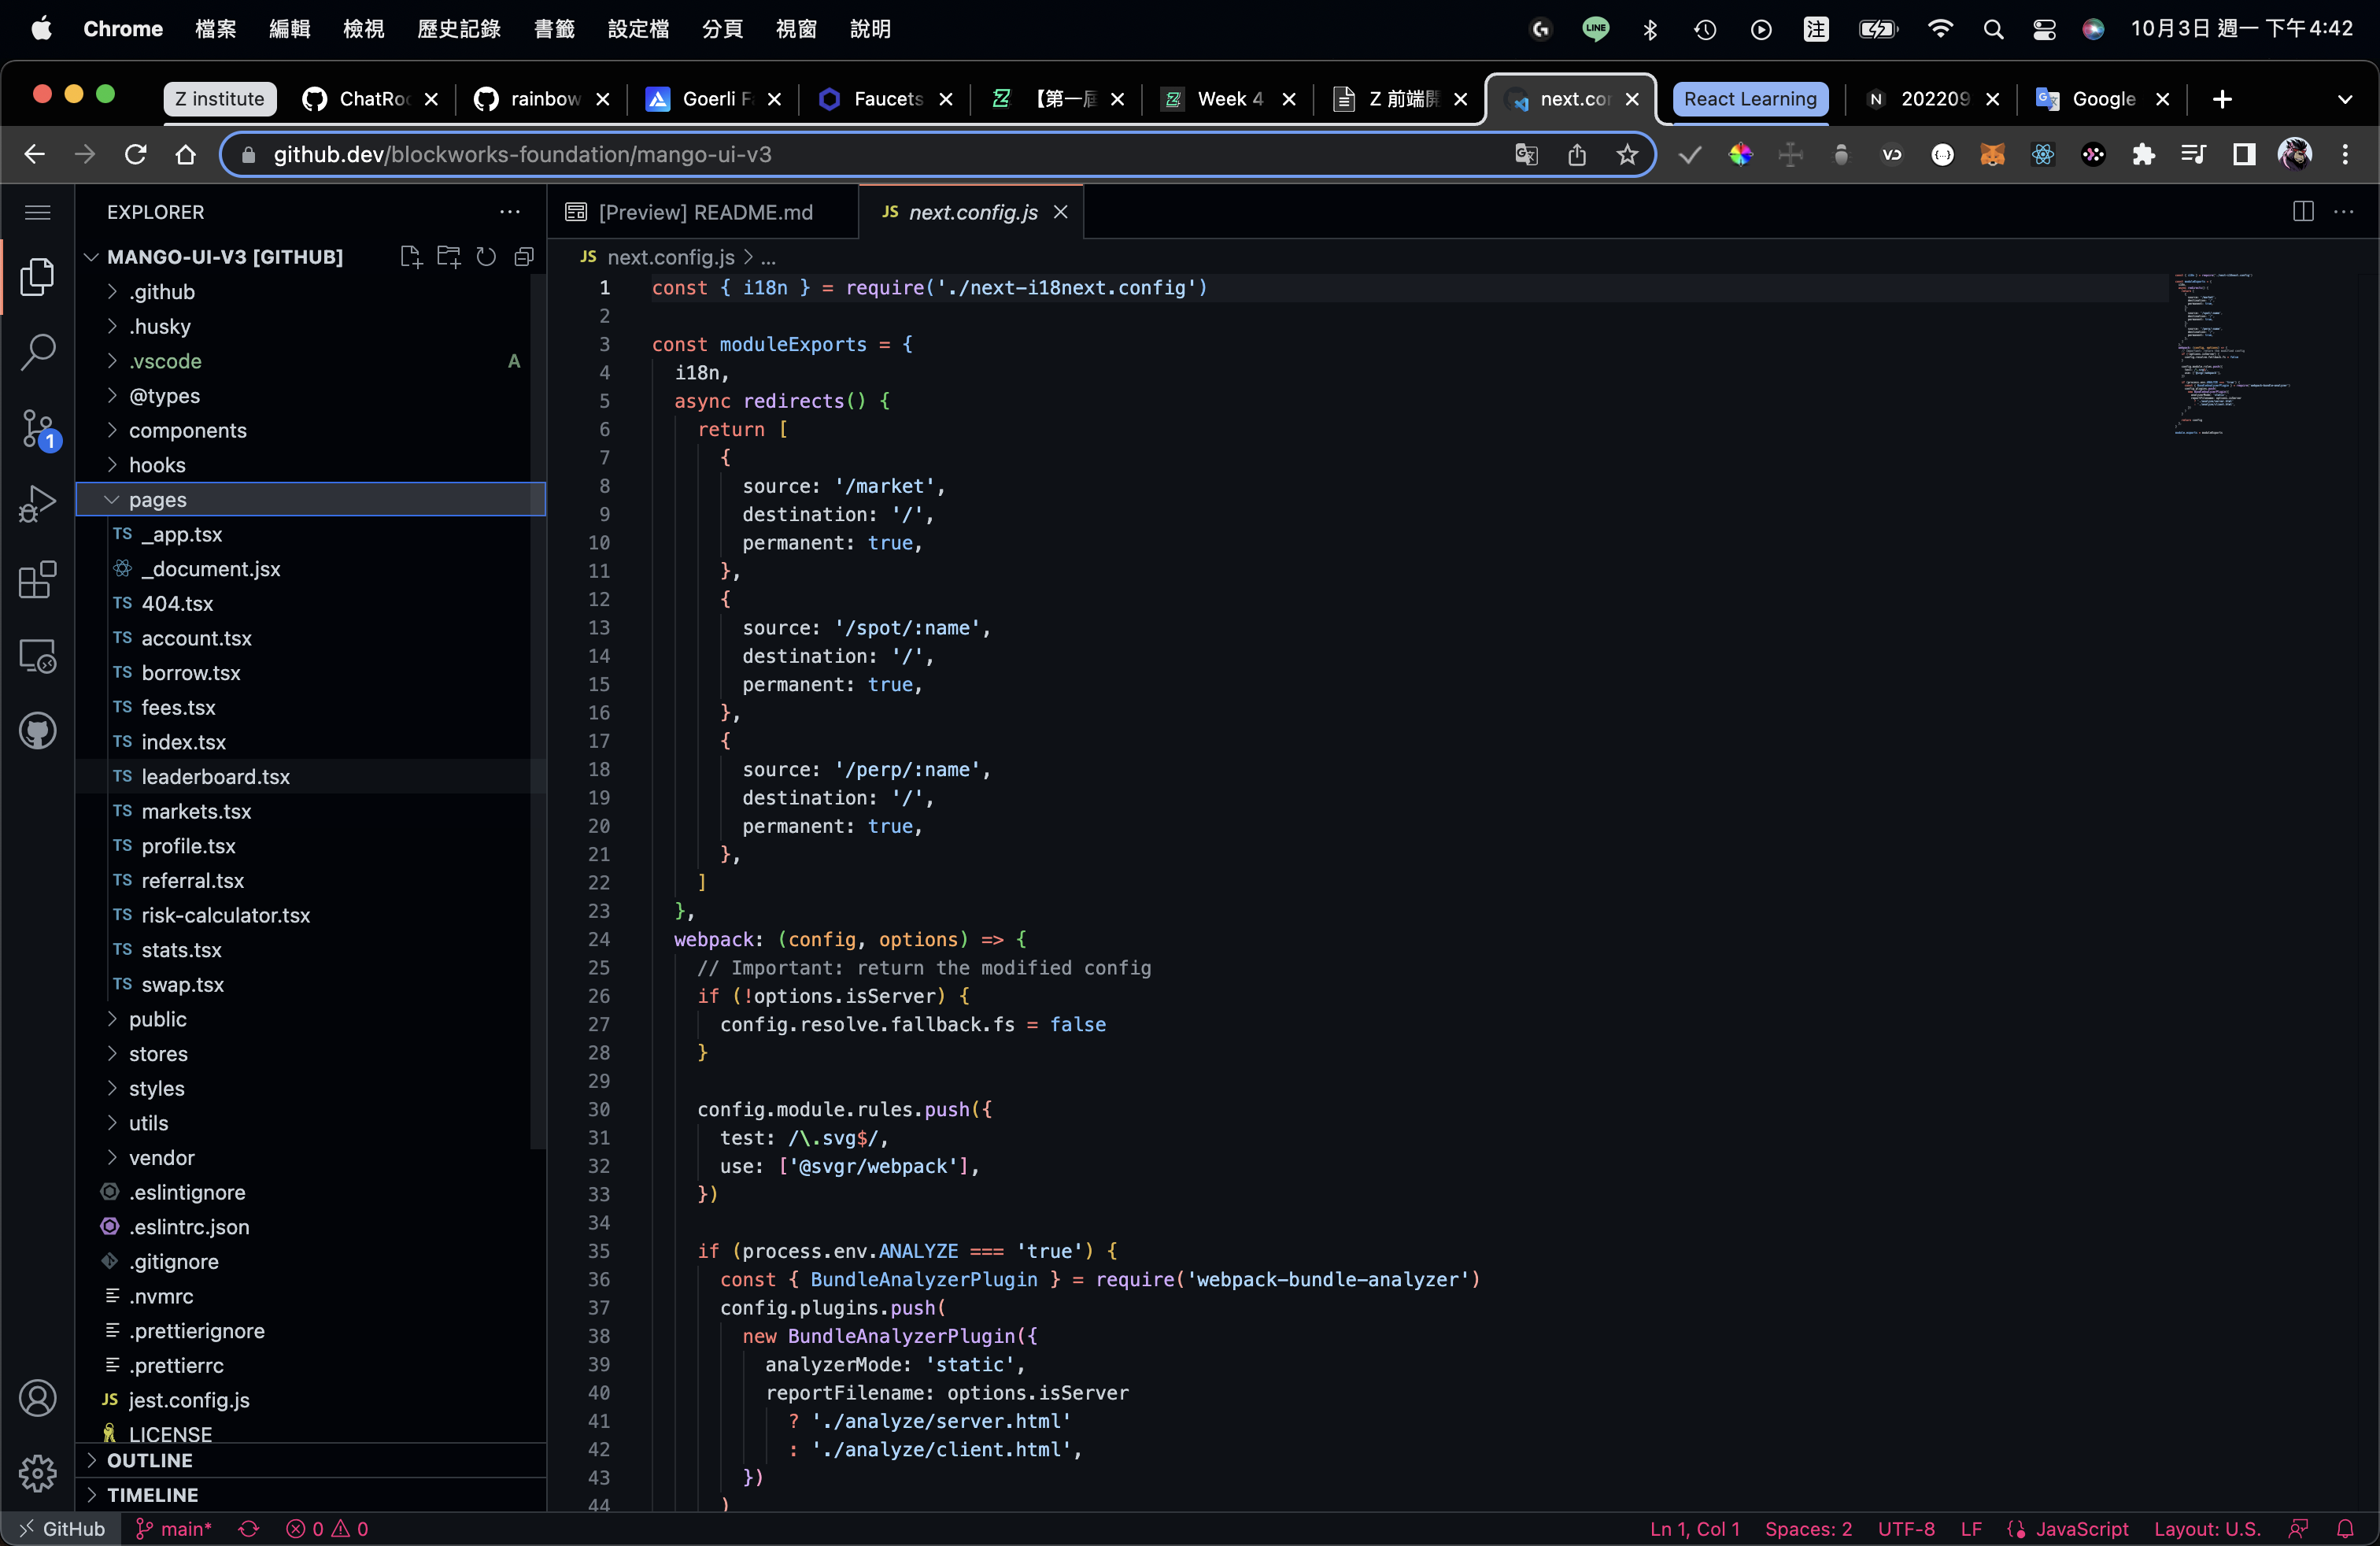 Chrome 檔案 編輯 檢視 歷史記錄 書籤 設定檔 分頁 視窗 說明 LINE 注 10月3日 週一 下午4:42
Z institute ChatRoc rainbow Goerli F Faucets 【第一屆 Week 4 Z 前端開 next.cor React Learning 202209 Google
github.dev/blockworks-foundation/mango-ui-v3
EXPLORER
MANGO-UI-V3 [GITHUB]
.github
.husky
.vscode A
@types
components
hooks
1
pages
TS _app.tsx
_document.jsx
TS 404.tsx
TS account.tsx
TS borrow.tsx
TS fees.tsx
TS index.tsx
TS leaderboard.tsx
TS markets.tsx
TS profile.tsx
TS referral.tsx
TS risk-calculator.tsx
TS stats.tsx
TS swap.tsx
public
stores
styles
utils
vendor
.eslintignore
.eslintrc.json
.gitignore
.nvmrc
.prettierignore
.prettierrc
JS jest.config.js
LICENSE
OUTLINE
TIMELINE
[Preview] README.md JS next.config.js
JS next.config.js > ...
1 const { i18n } = require('./next-i18next.config')
2
3 const moduleExports = {
4 i18n,
5 async redirects() {
6 return [
7 {
8 source: '/market',
9 destination: '/',
10 permanent: true,
11 },
12 {
13 source: '/spot/:name',
14 destination: '/',
15 permanent: true,
16 },
17 {
18 source: '/perp/:name',
19 destination: '/',
20 permanent: true,
21 },
22 ]
23 },
24 webpack: (config, options) => {
25 // Important: return the modified config
26 if (!options.isServer) {
27 config.resolve.fallback.fs = false
28 }
29
30 config.module.rules.push({
31 test: /\.svg$/,
32 use: ['@svgr/webpack'],
33 })
34
35 if (process.env.ANALYZE === 'true') {
36 const { BundleAnalyzerPlugin } = require('webpack-bundle-analyzer')
37 config.plugins.push(
38 new BundleAnalyzerPlugin({
39 analyzerMode: 'static',
40 reportFilename: options.isServer
41 ? './analyze/server.html'
42 : './analyze/client.html',
43 })
44 )
GitHub main* 0 0 Ln 1, Col 1 Spaces: 2 UTF-8 LF JavaScript Layout: U.S.